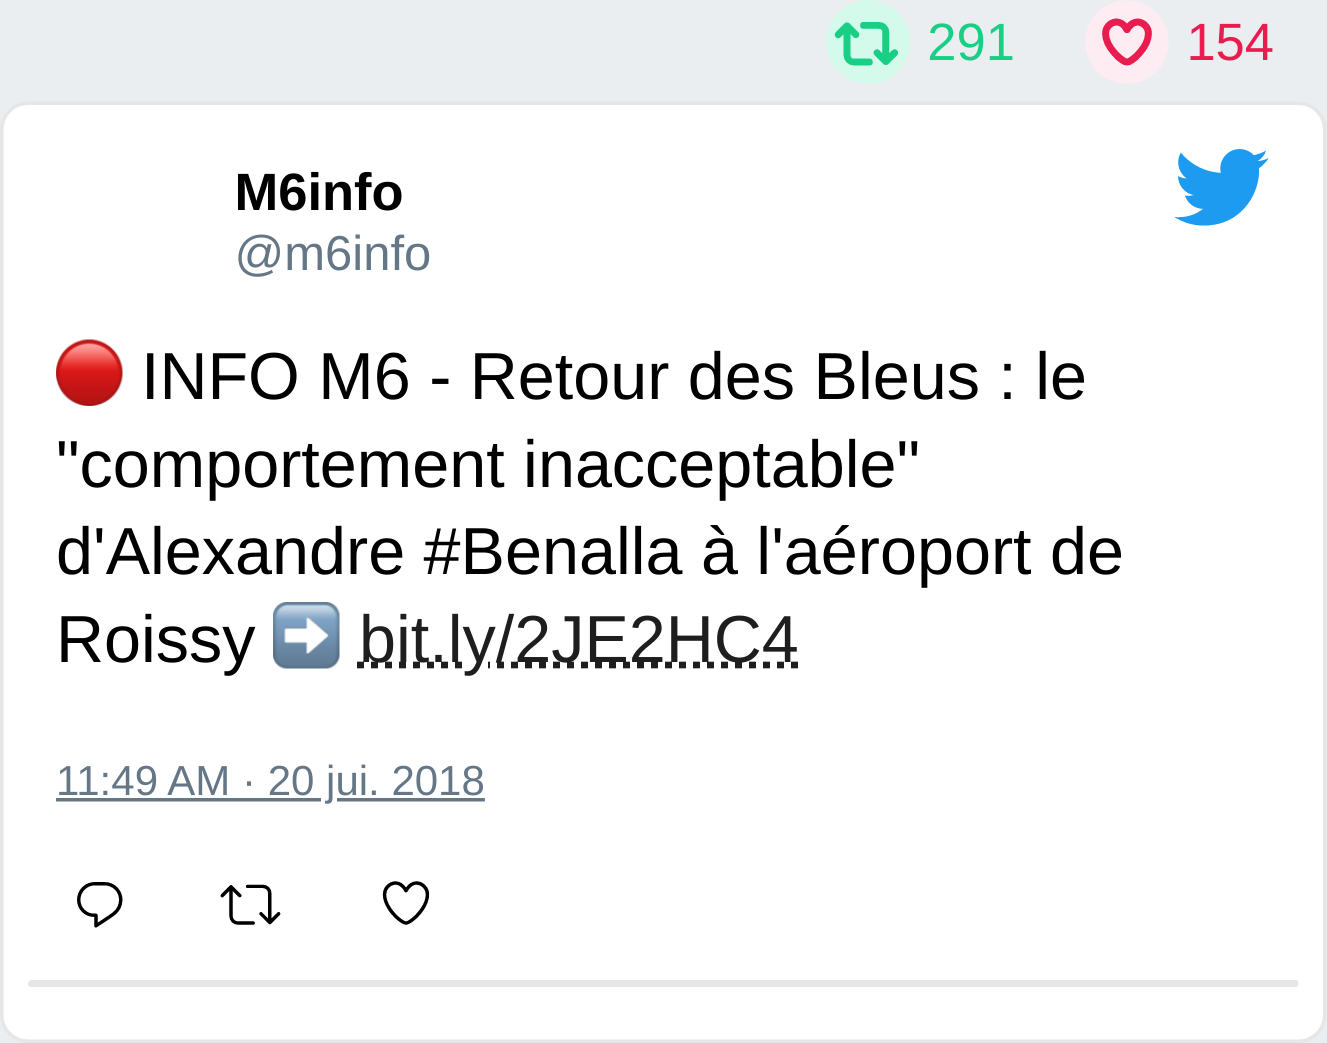 291 154
M6info
@m6info
🔴 INFO M6 - Retour des Bleus : le
"comportement inacceptable"
d'Alexandre #Benalla à l'aéroport de
Roissy ➡️ bit.ly/2JE2HC4
11:49 AM · 20 jui. 2018